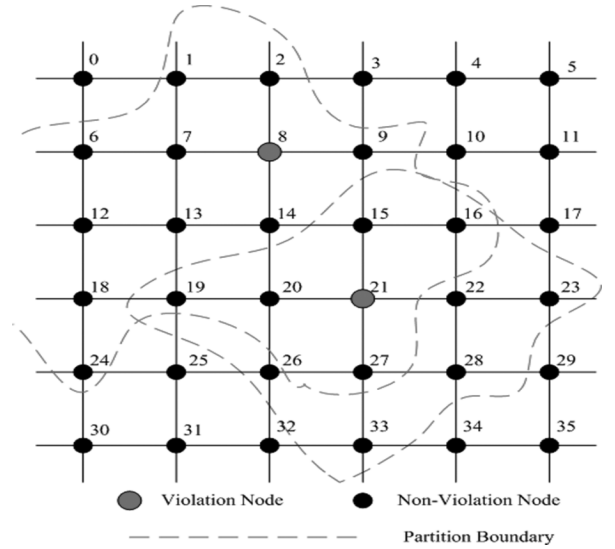 0 1 2 3 4 5
6 7 8 9 10 11
12 13 14 15 16 17
18 19 20 21 22 23
24 25 26 27 28 29
30 31 32 33 34 35
Violation Node Non-Violation Node
Partition Boundary